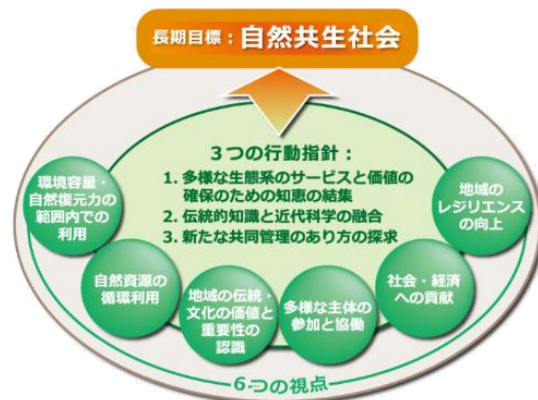 長期目標：自然共生社会
3つの行動指針：
1. 多様な生態系のサービスと価値の
確保のための知恵の結集
2. 伝統的知識と近代科学の融合
3. 新たな共同管理のあり方の探求
環境容量・
自然復元力の
範囲内での
利用
自然資源の
循環利用
地域の伝統・
文化の価値と
重要性の
認識
多様な主体の
参加と協働
社会・経済
への貢献
地域の
レジリエンス
の向上
6つの視点